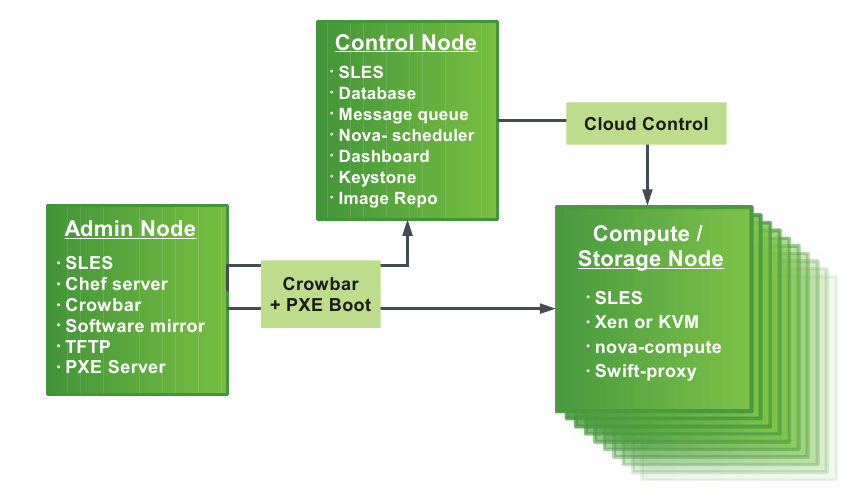 Control Node
· SLES
· Database
· Message queue
· Nova- scheduler
· Dashboard
· Keystone
· Image Repo
Cloud Control
Admin Node
· SLES
· Chef server
· Crowbar
· Software mirror
· TFTP
· PXE Server
Crowbar
+ PXE Boot
Compute /
Storage Node
· SLES
· Xen or KVM
· nova-compute
· Swift-proxy